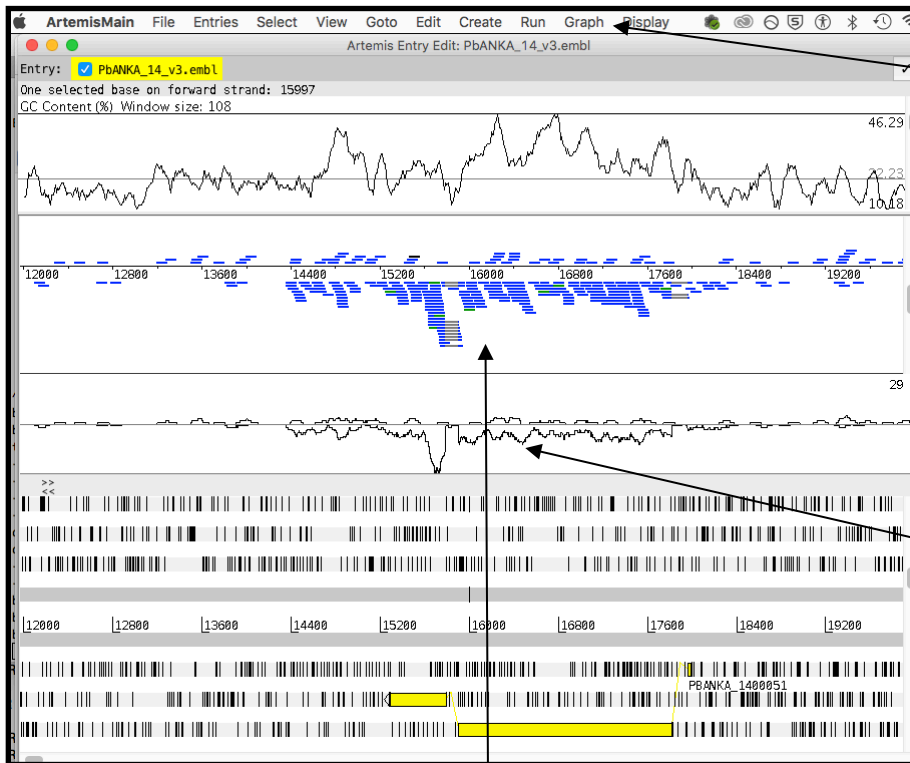 ArtemisMain File Entries Select View Goto Edit Create Run Graph Display
Artemis Entry Edit: PbANKA_14_v3.embl
Entry: PbANKA_14_v3.embl
One selected base on forward strand: 15997
GC Content (%) Window size: 108
46.29
32.23
10.18
12000 12800 13600 14400 15200 16000 16800 17600 18400 19200
29
>>
<<
12000 12800 13600 14400 15200 16000 16800 17600 18400 19200
PBANKA_1400051